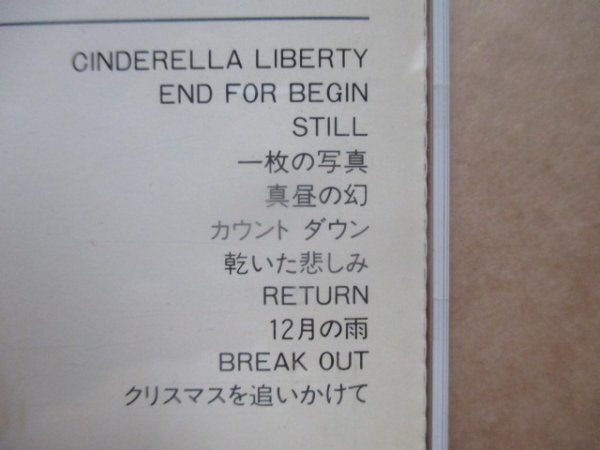 CINDERELLA LIBERTY
END FOR BEGIN
STILL
一枚の写真
真昼の幻
カウント ダウン
乾いた悲しみ
RETURN
12月の雨
BREAK OUT
クリスマスを追いかけて